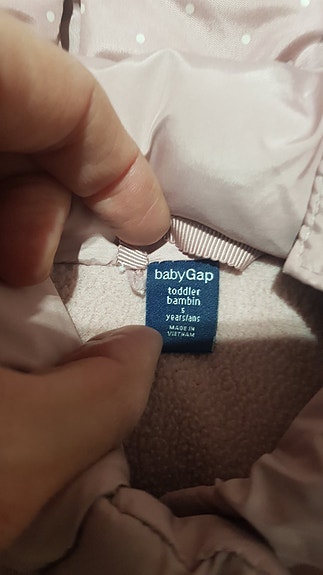 babyGap
toddler
bambin
5
years/ans
MADE IN
VIETNAM